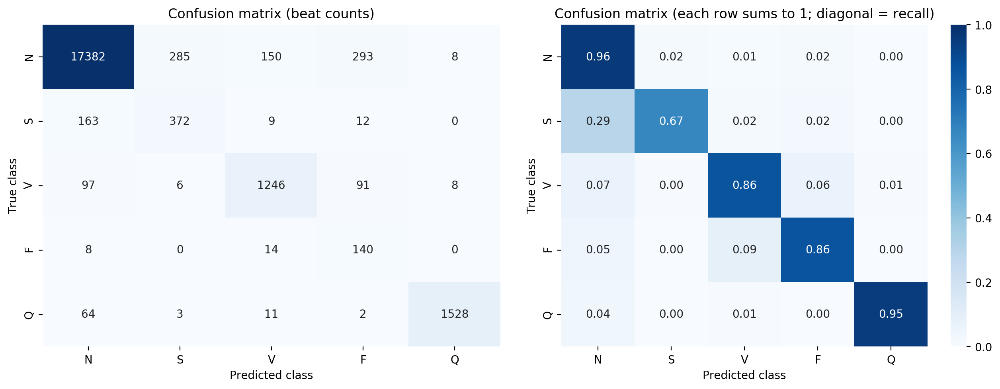 Confusion matrix (beat counts)
True class
N 17382 285 150 293 8
S 163 372 9 12 0
V 97 6 1246 91 8
F 8 0 14 140 0
Q 64 3 11 2 1528
N S V F Q
Predicted class
Confusion matrix (each row sums to 1; diagonal = recall)
True class
N 0.96 0.02 0.01 0.02 0.00
S 0.29 0.67 0.02 0.02 0.00
V 0.07 0.00 0.86 0.06 0.01
F 0.05 0.00 0.09 0.86 0.00
Q 0.04 0.00 0.01 0.00 0.95
N S V F Q
Predicted class
1.0
0.8
0.6
0.4
0.2
0.0